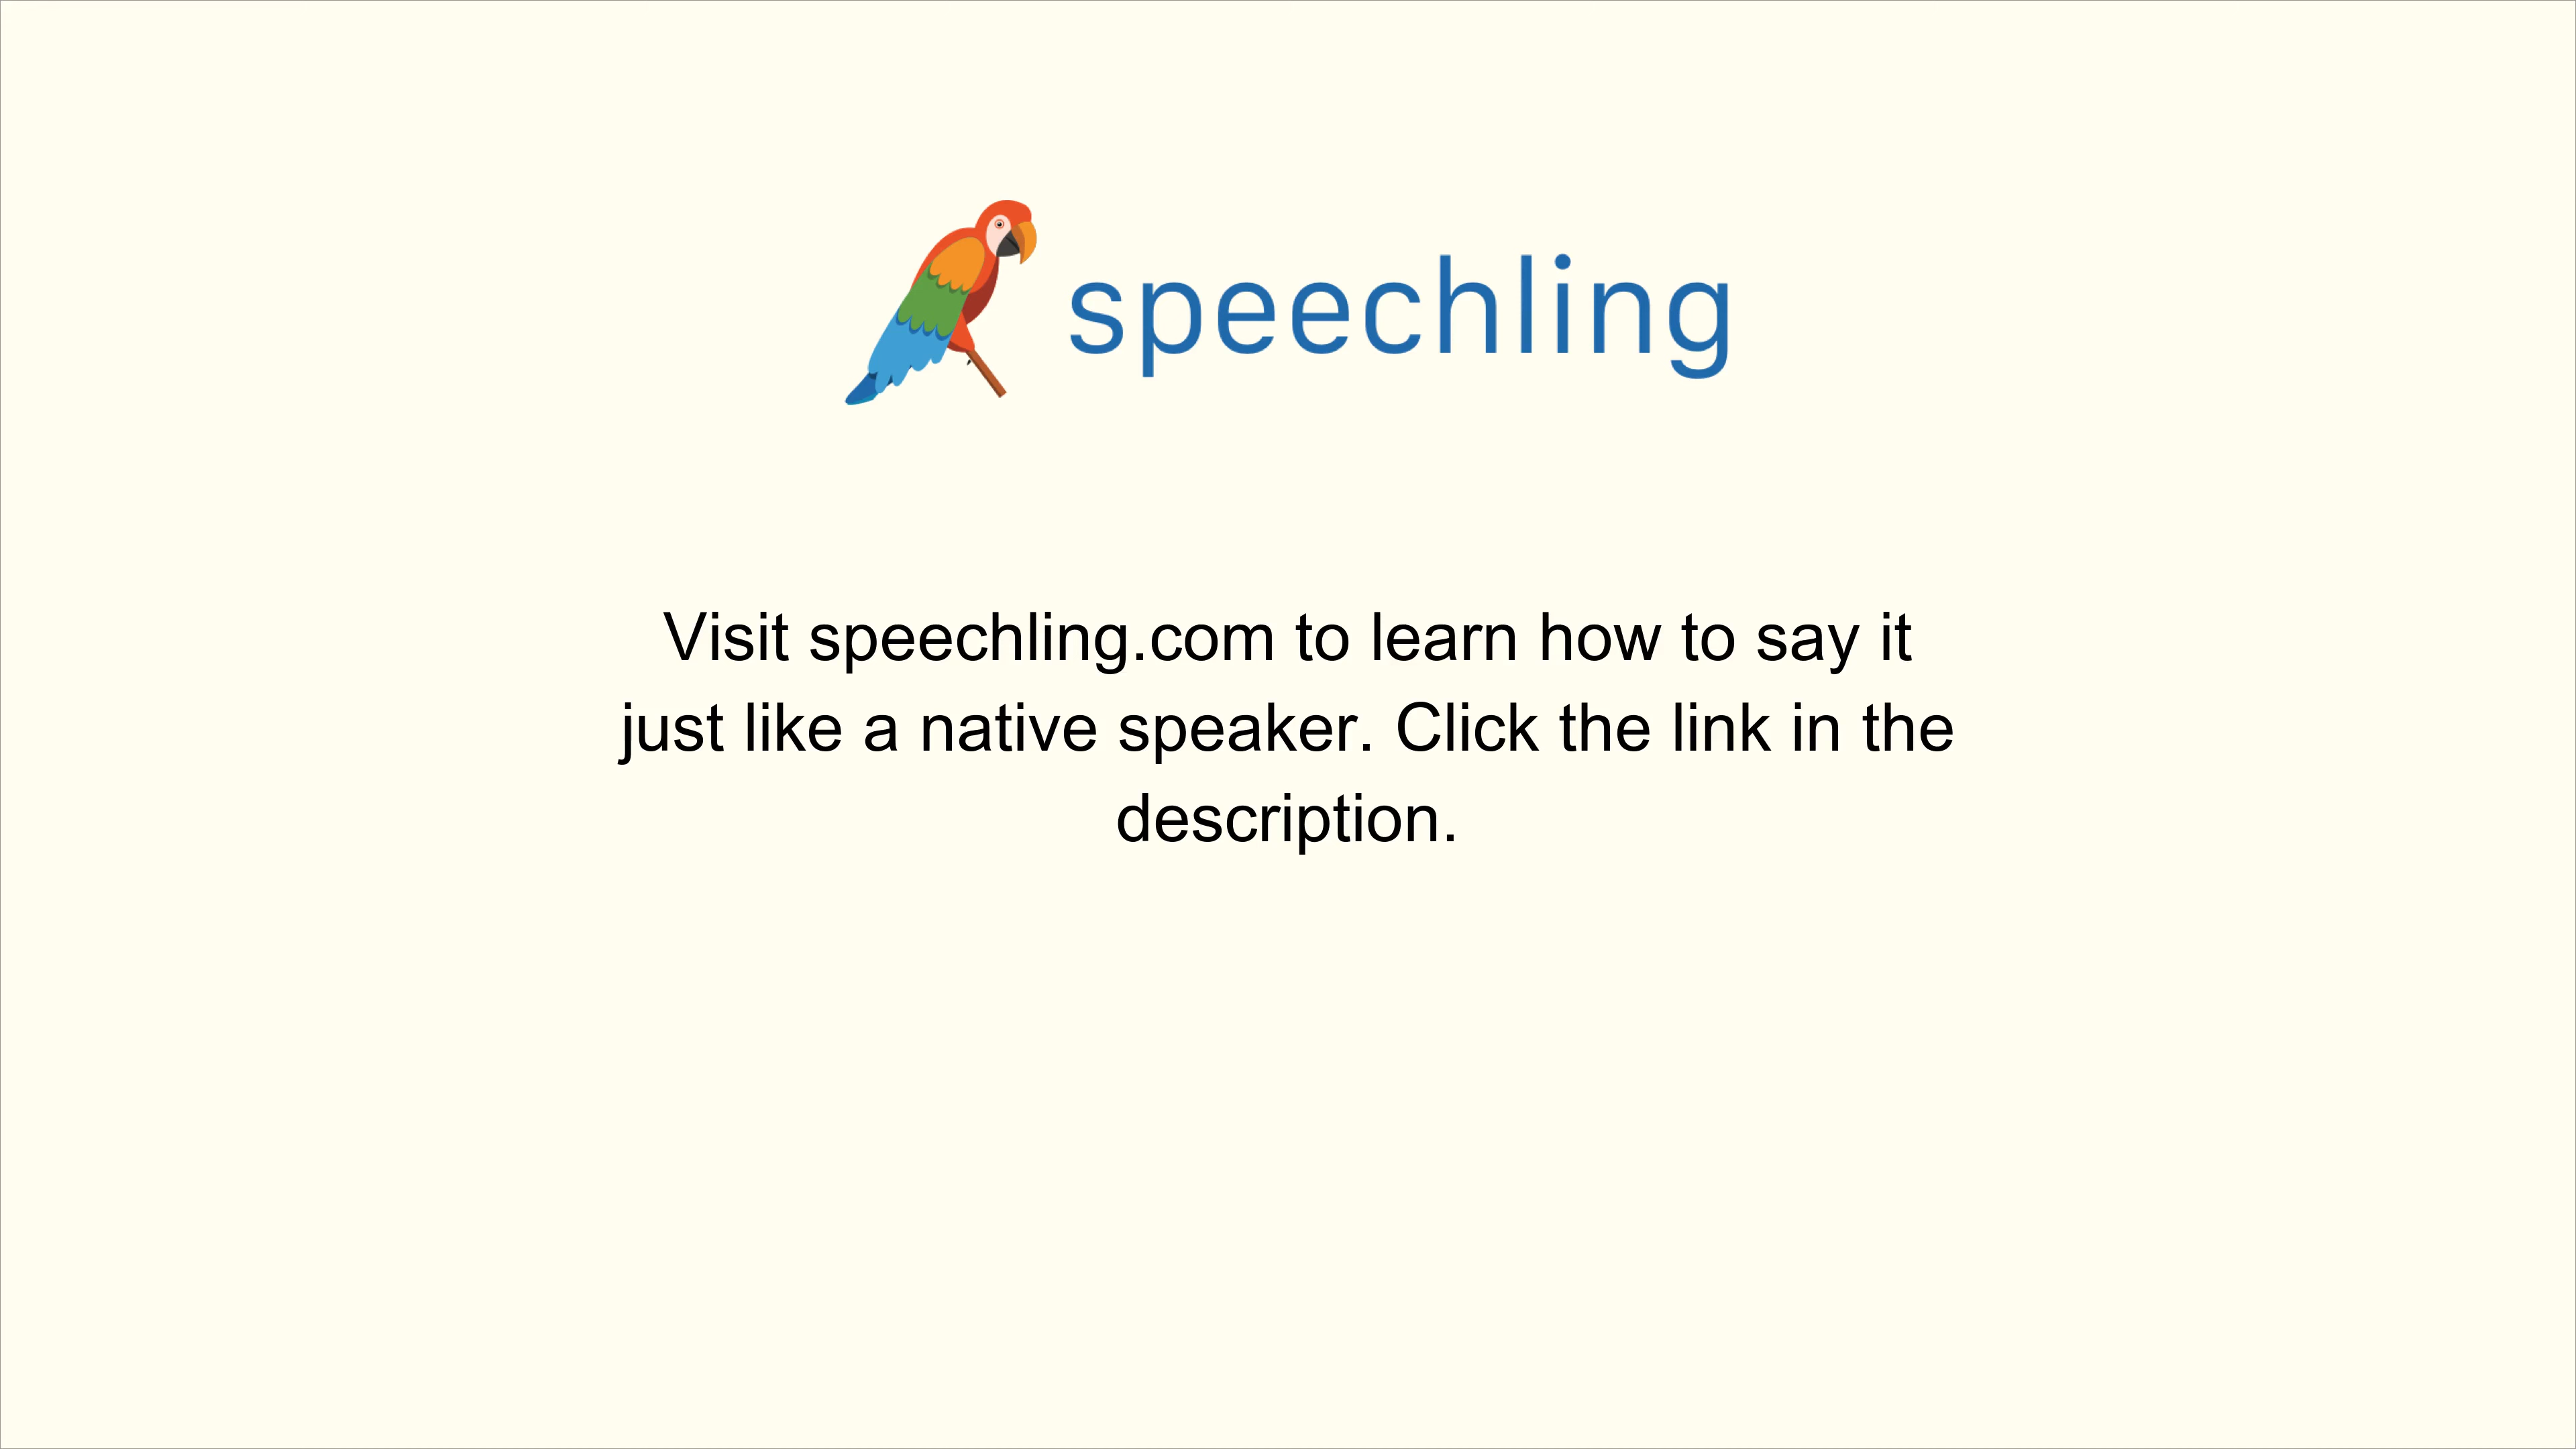 speechling
Visit speechling.com to learn how to say it
just like a native speaker. Click the link in the
description.